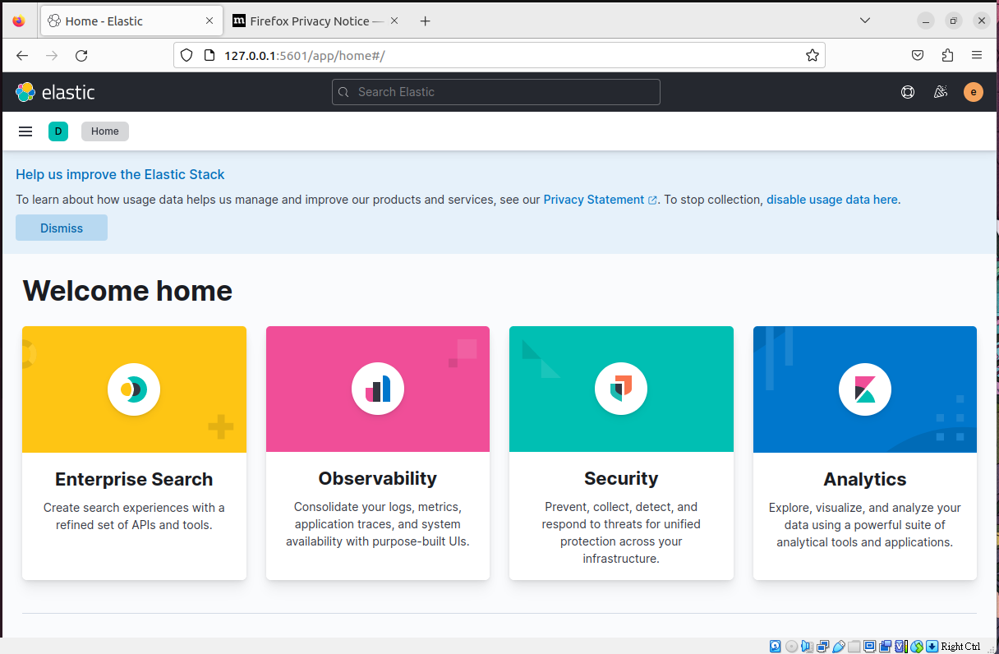 Home - Elastic
Firefox Privacy Notice —
127.0.0.1:5601/app/home#/
elastic
Search Elastic
e
D
Home
Help us improve the Elastic Stack
To learn about how usage data helps us manage and improve our products and services, see our Privacy Statement. To stop collection, disable usage data here.
Dismiss
Welcome home
Enterprise Search
Create search experiences with a
refined set of APIs and tools.
Observability
Consolidate your logs, metrics,
application traces, and system
availability with purpose-built UIs.
Security
Prevent, collect, detect, and
respond to threats for unified
protection across your
infrastructure.
Analytics
Explore, visualize, and analyze your
data using a powerful suite of
analytical tools and applications.
Right Ctrl